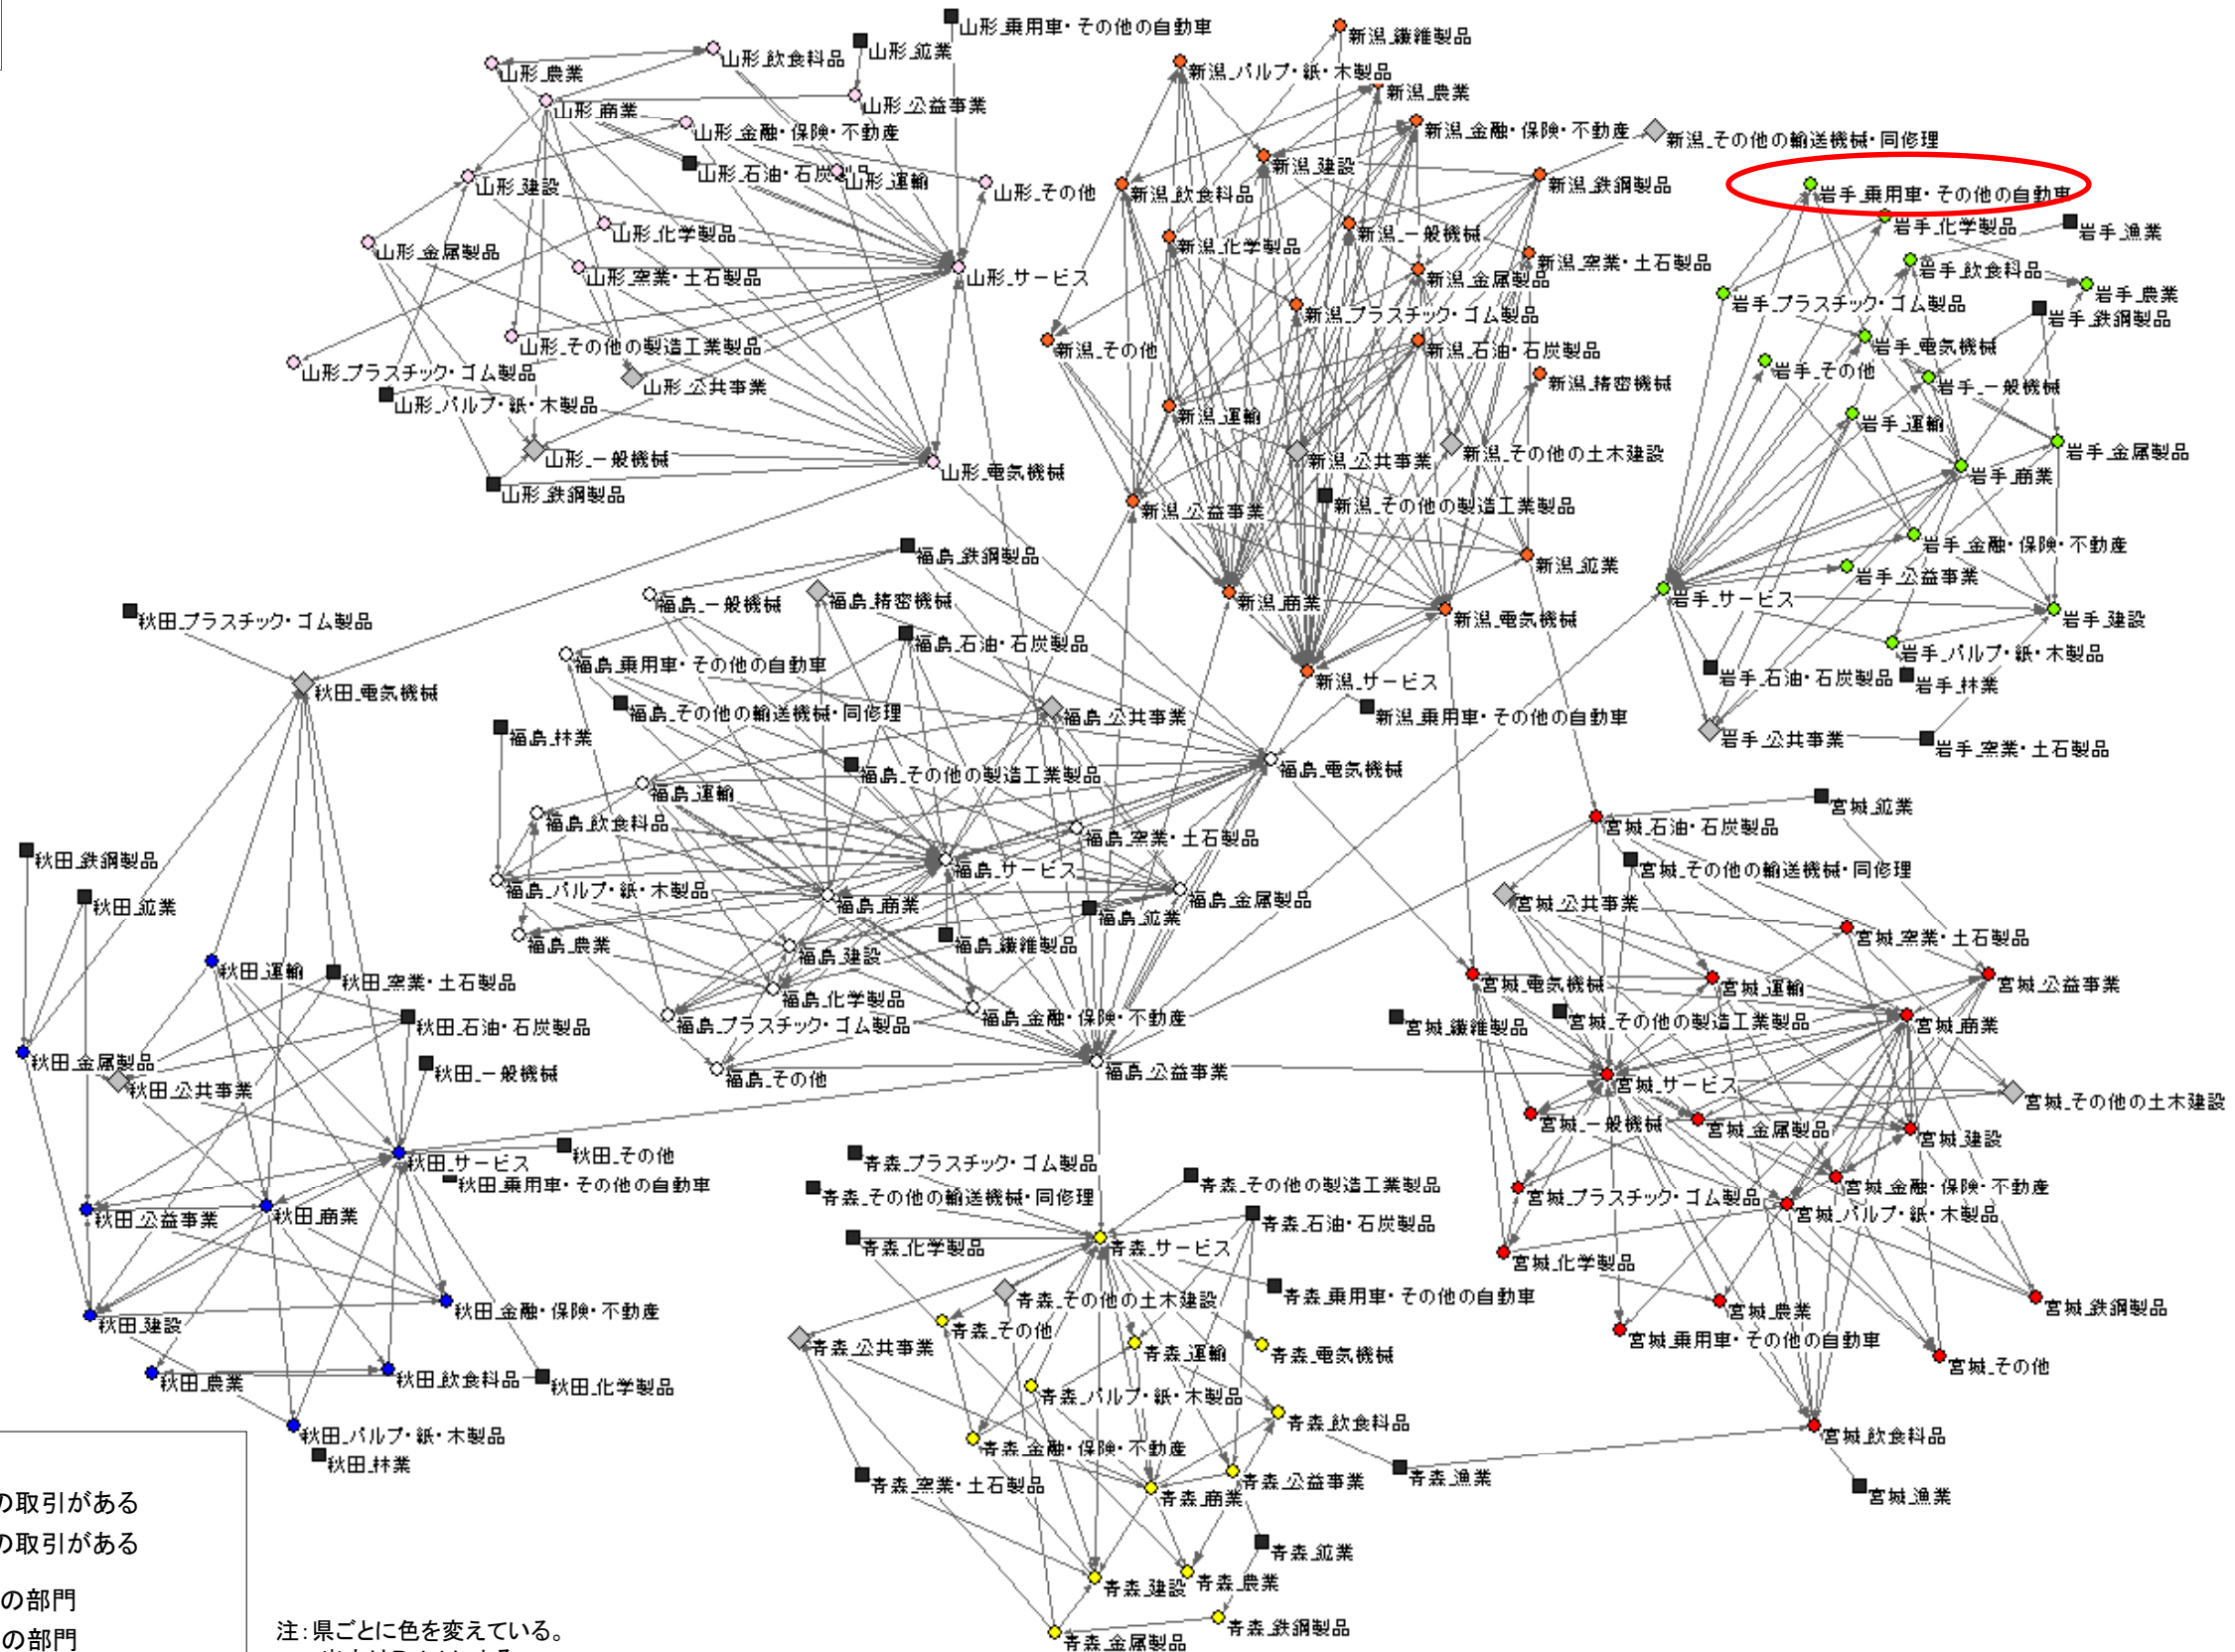 山形_乗用車・その他の自動車
新潟_繊維製品
山形_飲食料品
山形_鉱業
山形_農業
新潟_パルプ・紙・木製品
新潟_農業
山形_公益事業
山形_商業
山形_金融・保険・不動産
新潟_金融・保険・不動産
新潟_その他の輸送機械・同修理
新潟_建設
山形_石油・石炭製品
山形_運輸
山形_建設
山形_その他
新潟_飲食料品
新潟_鉄鋼製品
岩手_乗用車・その他の自動車
岩手_化学製品
岩手_漁業
山形_化学製品
新潟_化学製品
新潟_一般機械
山形_金属製品
新潟_窯業・土石製品
岩手_飲食料品
山形_窯業・土石製品
山形_サービス
新潟_金属製品
岩手_農業
岩手_プラスチック・ゴム製品
新潟_プラスチック・ゴム製品
岩手_鉄鋼製品
山形_その他の製造工業製品
新潟_その他
新潟_石油・石炭製品
岩手_電気機械
山形_プラスチック・ゴム製品
岩手_その他
山形_公共事業
新潟_精密機械
岩手_一般機械
山形_パルプ・紙・木製品
新潟_運輸
岩手_運輸
山形_一般機械
新潟_公共事業
新潟_その他の土木建設
岩手_金属製品
山形_電気機械
岩手_商業
山形_鉄鋼製品
新潟_公益事業
新潟_その他の製造工業製品
岩手_金融・保険・不動産
福島_鉄鋼製品
新潟_鉱業
岩手_公益事業
福島_一般機械
福島_精密機械
新潟_商業
岩手_サービス
秋田_プラスチック・ゴム製品
新潟_電気機械
岩手_建設
福島_石油・石炭製品
岩手_パルプ・紙・木製品
福島_乗用車・その他の自動車
新潟_サービス
岩手_石油・石炭製品
岩手_林業
秋田_電気機械
福島_その他の輸送機械・同修理
福島_公共事業
新潟_乗用車・その他の自動車
福島_林業
岩手_公共事業
岩手_窯業・土石製品
福島_その他の製造工業製品
福島_電気機械
福島_運輸
宮城_鉱業
福島_飲食料品
宮城_石油・石炭製品
福島_窯業・土石製品
秋田_鉄鋼製品
福島_サービス
宮城_その他の輸送機械・同修理
福島_パルプ・紙・木製品
福島_金属製品
秋田_鉱業
福島_商業
福島_鉱業
宮城_公共事業
福島_農業
福島_繊維製品
宮城_窯業・土石製品
福島_建設
秋田_運輸
秋田_窯業・土石製品
宮城_電気機械
宮城_運輸
宮城_公益事業
福島_化学製品
福島_プラスチック・ゴム製品
福島_金融・保険・不動産
秋田_石油・石炭製品
宮城_繊維製品
宮城_その他の製造工業製品
宮城_商業
秋田_金属製品
秋田_一般機械
福島_その他
福島_公益事業
秋田_公共事業
宮城_サービス
宮城_その他の土木建設
宮城_一般機械
宮城_金属製品
宮城_建設
秋田_サービス
秋田_その他
青森_プラスチック・ゴム製品
秋田_乗用車・その他の自動車
青森_その他の輸送機械・同修理
青森_その他の製造工業製品
宮城_プラスチック・ゴム製品
宮城_金融・保険・不動産
秋田_公益事業
秋田_商業
青森_石油・石炭製品
宮城_パルプ・紙・木製品
青森_化学製品
青森_サービス
宮城_化学製品
青森_その他の土木建設
青森_乗用車・その他の自動車
秋田_金融・保険・不動産
宮城_農業
宮城_鉄鋼製品
秋田_建設
青森_その他
青森_公共事業
青森_運輸
青森_電気機械
宮城_乗用車・その他の自動車
宮城_その他
秋田_農業
秋田_飲食料品
秋田_化学製品
青森_パルプ・紙・木製品
青森_飲食料品
秋田_パルプ・紙・木製品
青森_金融・保険・不動産
宮城_飲食料品
秋田_林業
青森_窯業・土石製品
青森_公益事業
青森_漁業
青森_商業
宮城_漁業
の取引がある
の取引がある
青森_鉱業
青森_建設
青森_農業
の部門
青森_鉄鋼製品
の部門
注：県ごとに色を変えている。
青森_金属製品